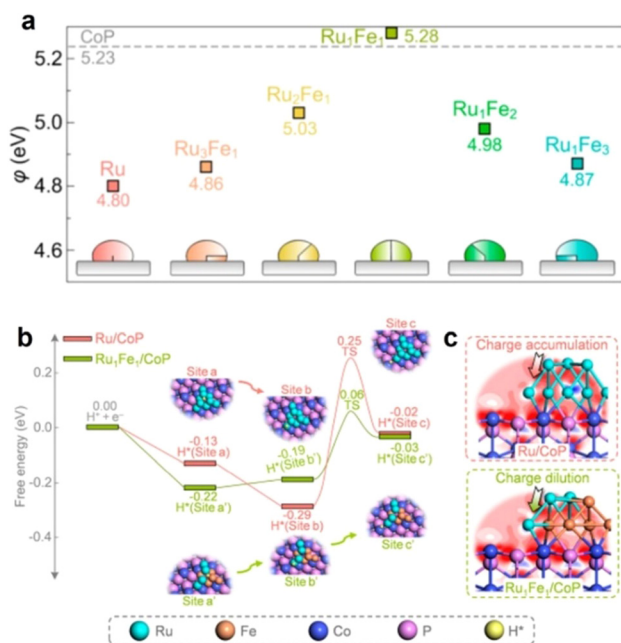 a
CoP
5.23
Ru₁Fe₁ 5.28
5.2
Ru₂Fe₁
5.03
5.0
Ru₁Fe₂
4.98
φ (eV)
Ru
4.80
Ru₃Fe₁
4.86
Ru₁Fe₃
4.87
4.8
4.6
b
Ru/CoP
Ru₁Fe₁/CoP
0.25
TS
Site c
Site a
Site b
0.2
0.06
TS
Free energy (eV)
0.00
H⁺ + e⁻
0.0
-0.02
H*(Site c)
-0.13
H*(Site a)
-0.19
H*(Site b')
-0.03
H*(Site c')
-0.2
-0.22
H*(Site a')
-0.29
H*(Site b)
-0.4
Site a'
Site b'
Site c'
c
Charge accumulation
Ru/CoP
Charge dilution
Ru₁Fe₁/CoP
Ru Fe Co P H*